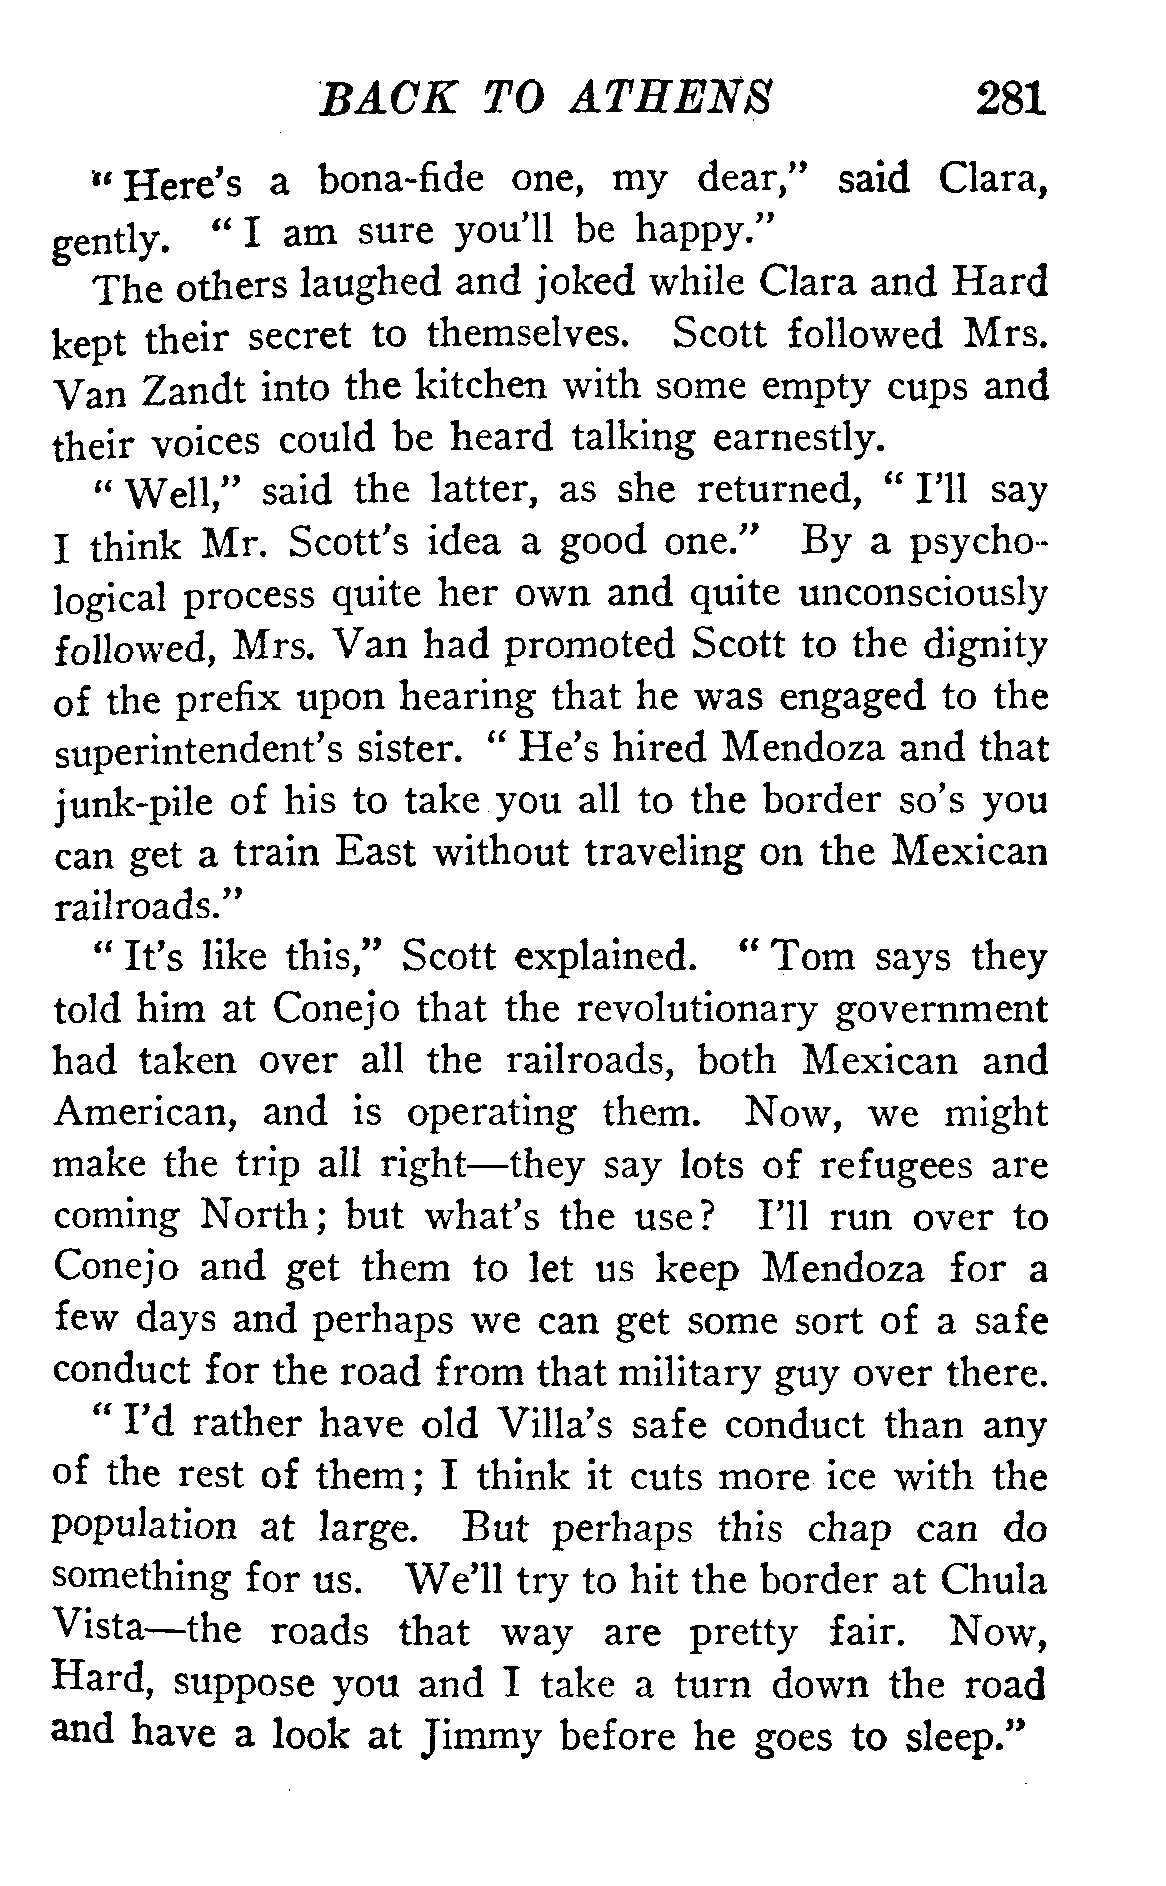 BACK TO ATHENS 281
" Here's a bona-fide one, my dear," said Clara,
gently. " I am sure you'll be happy."
The others laughed and joked while Clara and Hard
kept their secret to themselves. Scott followed Mrs.
Van Zandt into the kitchen with some empty cups and
their voices could be heard talking earnestly.
" Well," said the latter, as she returned, " I'll say
I think Mr. Scott's idea a good one." By a psycho-
logical process quite her own and quite unconsciously
followed, Mrs. Van had promoted Scott to the dignity
of the prefix upon hearing that he was engaged to the
superintendent's sister. " He's hired Mendoza and that
junk-pile of his to take you all to the border so's you
can get a train East without traveling on the Mexican
railroads."
" It's like this," Scott explained. " Tom says they
told him at Conejo that the revolutionary government
had taken over all the railroads, both Mexican and
American, and is operating them. Now, we might
make the trip all right—they say lots of refugees are
coming North; but what's the use? I'll run over to
Conejo and get them to let us keep Mendoza for a
few days and perhaps we can get some sort of a safe
conduct for the road from that military guy over there.
" I'd rather have old Villa's safe conduct than any
of the rest of them; I think it cuts more ice with the
population at large. But perhaps this chap can do
something for us. We'll try to hit the border at Chula
Vista—the roads that way are pretty fair. Now,
Hard, suppose you and I take a turn down the road
and have a look at Jimmy before he goes to sleep."